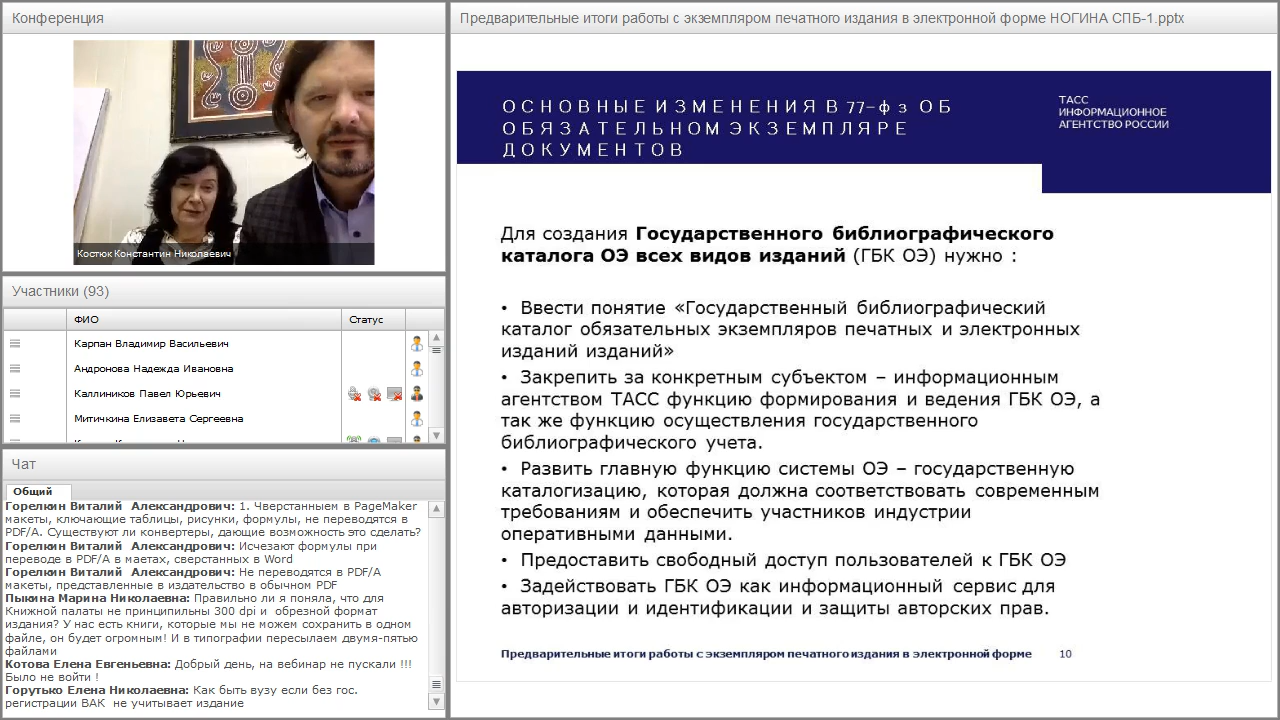 Конференция
Костюк Константин Николаевич
Участники (93)
ФИО
Статус
Карпан Владимир Васильевич
Андронова Надежда Ивановна
Каллиников Павел Юрьевич
Митичкина Елизавета Сергеевна
Чат
Общий
Горелкин Виталий Александрович: 1. Чверстанныем в PageMaker
макеты, ключающие таблицы, рисунки, формулы, не переводятся в
PDF/A. Существуют ли конвертеры, дающие возможность это сделать?
Горелкин Виталий Александрович: Исчезают формулы при
переводе в PDF/A в маетах, сверстанных в Word
Горелкин Виталий Александрович: Не переводятся в PDF/A
макеты, представленные в издательство в обычном PDF
Пыкина Марина Николаевна: Правильно ли я поняла, что для
Книжной палаты не принципильны 300 dpi и обрезной формат
издания? У нас есть книги, которые мы не можем сохранить в одном
файле, он будет огромным! И в типографии пересылаем двумя-пятью
файлами
Котова Елена Евгеньевна: Добрый день, на вебинар не пускали !!!
Было не войти !
Горутько Елена Николаевна: Как быть вузу если без гос.
регистрации ВАК не учитывает издание
Предварительные итоги работы с экземпляром печатного издания в электронной форме НОГИНА СПБ-1.pptx
ОСНОВНЫЕ ИЗМЕНЕНИЯ В 77-ф з ОБ
ОБЯЗАТЕЛЬНОМ ЭКЗЕМПЛЯРЕ
ДОКУМЕНТОВ
ТАСС
ИНФОРМАЦИОННОЕ
АГЕНТСТВО РОССИИ
Для создания Государственного библиографического
каталога ОЭ всех видов изданий (ГБК ОЭ) нужно :
• Ввести понятие «Государственный библиографический
каталог обязательных экземпляров печатных и электронных
изданий изданий»
• Закрепить за конкретным субъектом – информационным
агентством ТАСС функцию формирования и ведения ГБК ОЭ, а
так же функцию осуществления государственного
библиографического учета.
• Развить главную функцию системы ОЭ – государственную
каталогизацию, которая должна соответствовать современным
требованиям и обеспечить участников индустрии
оперативными данными.
• Предоставить свободный доступ пользователей к ГБК ОЭ
• Задействовать ГБК ОЭ как информационный сервис для
авторизации и идентификации и защиты авторских прав.
Предварительные итоги работы с экземпляром печатного издания в электронной форме 10